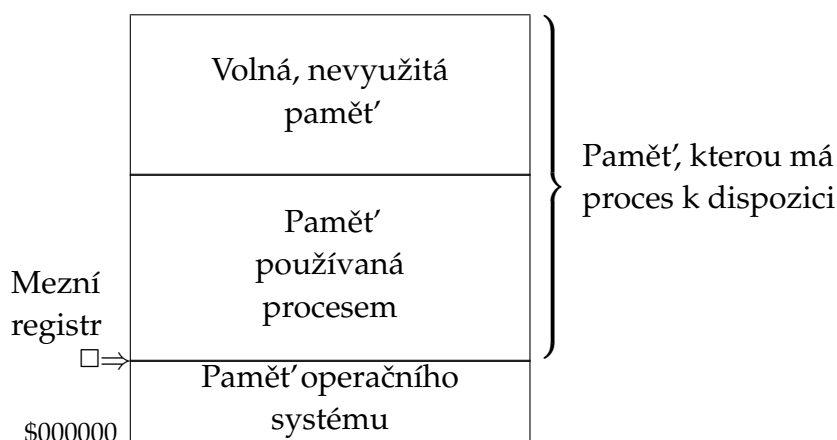 Volná, nevyužitá
paměť
Paměť, kterou má
proces k dispozici
Paměť
používaná
procesem
Mezní
registr
Paměť operačního
systému
$000000